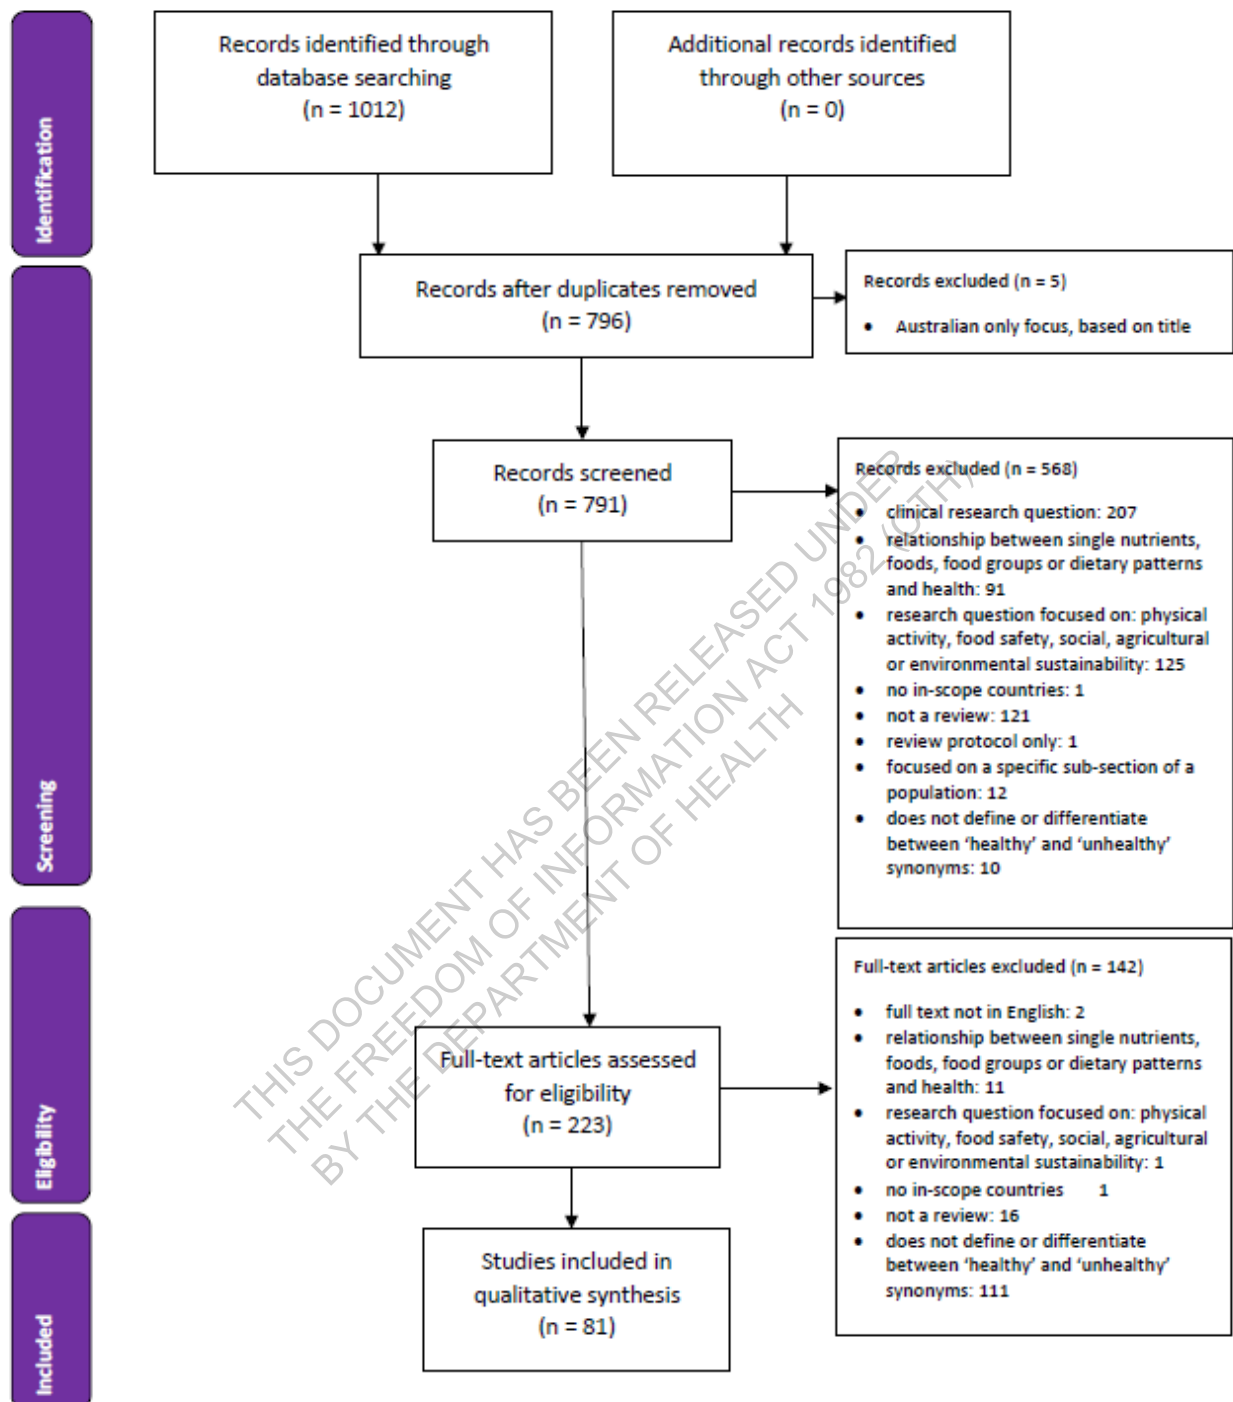 Identification
Records identified through
database searching
(n = 1012)
Additional records identified
through other sources
(n = 0)
Records after duplicates removed
(n = 796)
Records excluded (n = 5)
• Australian only focus, based on title
Screening
Records screened
(n = 791)
Records excluded (n = 568)
• clinical research question: 207
• relationship between single nutrients,
foods, food groups or dietary patterns
and health: 91
• research question focused on: physical
activity, food safety, social, agricultural
or environmental sustainability: 125
• no in-scope countries: 1
• not a review: 121
• review protocol only: 1
• focused on a specific sub-section of a
population: 12
• does not define or differentiate
between ‘healthy’ and ‘unhealthy’
synonyms: 10
THIS DOCUMENT HAS BEEN RELEASED UNDER
THE FREEDOM OF INFORMATION ACT 1982 (CTH)
BY THE DEPARTMENT OF HEALTH
Eligibility
Full-text articles assessed
for eligibility
(n = 223)
Full-text articles excluded (n = 142)
• full text not in English: 2
• relationship between single nutrients,
foods, food groups or dietary patterns
and health: 11
• research question focused on: physical
activity, food safety, social, agricultural
or environmental sustainability: 1
• no in-scope countries 1
• not a review: 16
• does not define or differentiate
between ‘healthy’ and ‘unhealthy’
synonyms: 111
Included
Studies included in
qualitative synthesis
(n = 81)